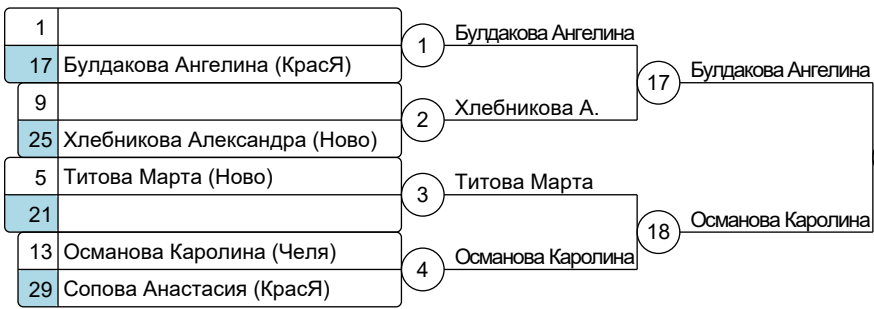 1
17 Булдакова Ангелина (КрасЯ)
1
Булдакова Ангелина
9
25 Хлебникова Александра (Ново)
2
Хлебникова А.
17
Булдакова Ангелина
5 Титова Марта (Ново)
21
3
Титова Марта
13 Османова Каролина (Челя)
29 Сопова Анастасия (КрасЯ)
4
Османова Каролина
18
Османова Каролина